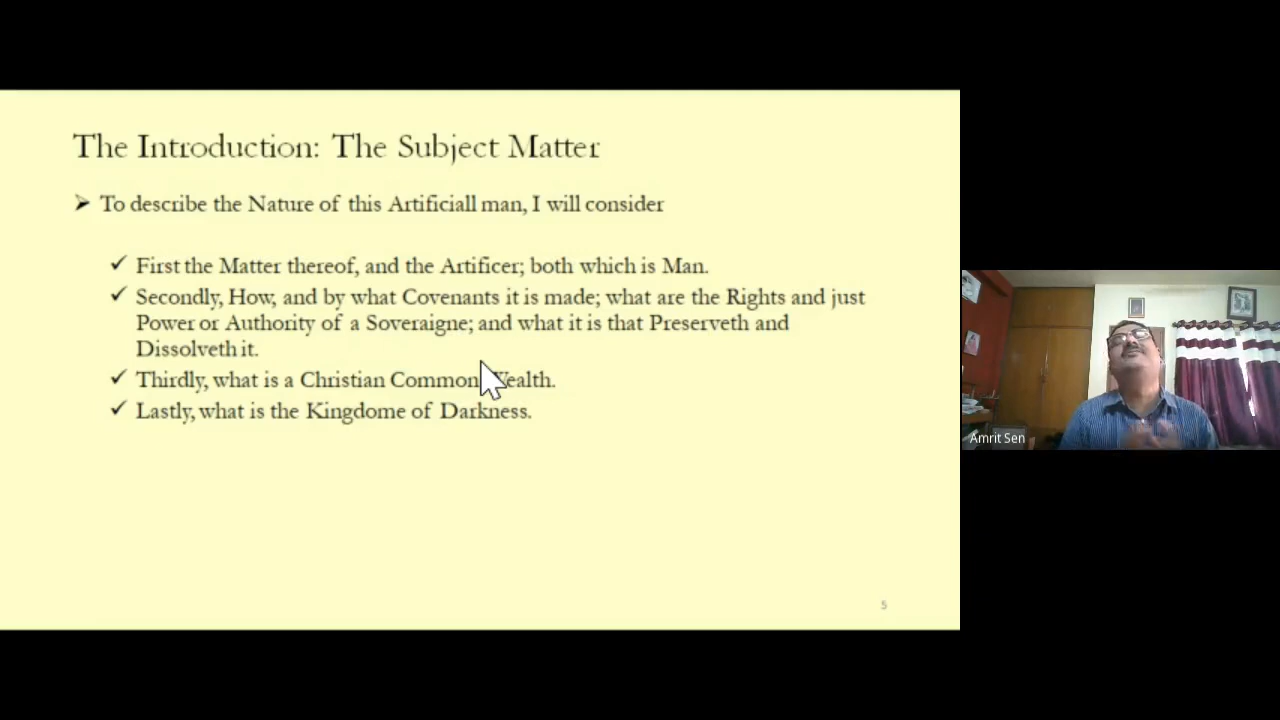 The Introduction: The Subject Matter
To describe the Nature of this Artificiall man, I will consider
First the Matter thereof, and the Artificer; both which is Man.
Secondly, How, and by what Covenants it is made; what are the Rights and just
Power or Authority of a Soveraigne; and what it is that Preserveth and
Dissolveth it.
Thirdly, what is a Christian Common-Wealth.
Lastly, what is the Kingdome of Darkness.
5
Amrit Sen